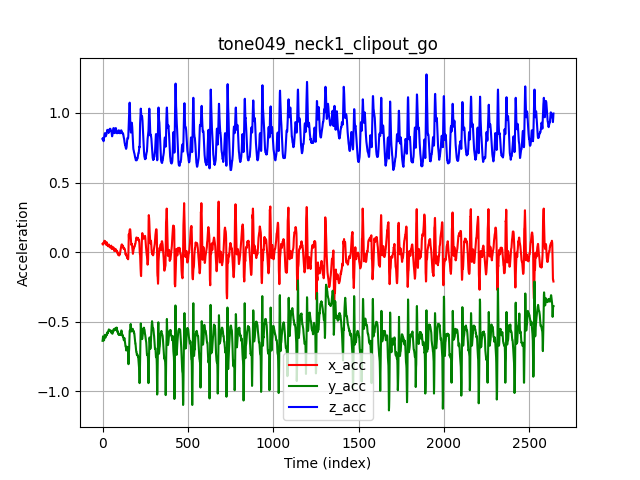 tone049_neck1_clipout_go
1.0
0.5
0.0
−0.5
−1.0
Acceleration
x_acc
y_acc
z_acc
0
500
1000
1500
2000
2500
Time (index)